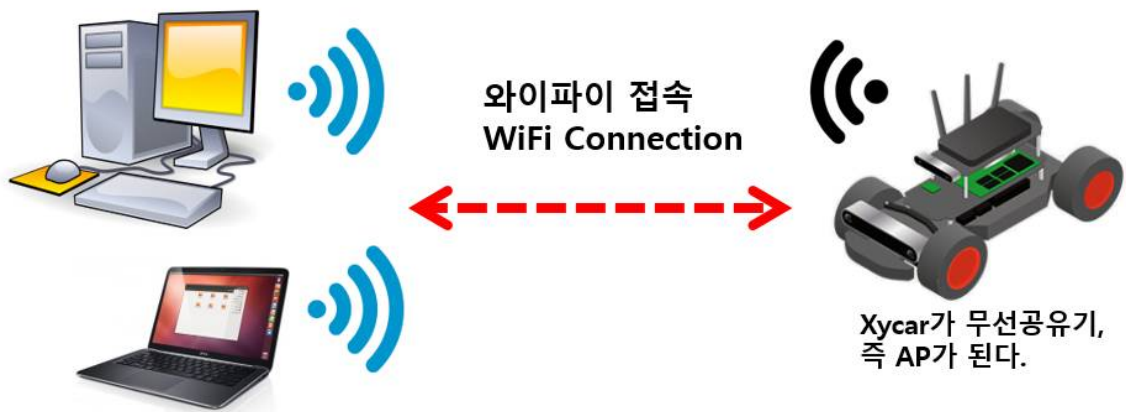 와이파이 접속
WiFi Connection
Xycar가 무선공유기,
즉 AP가 된다.